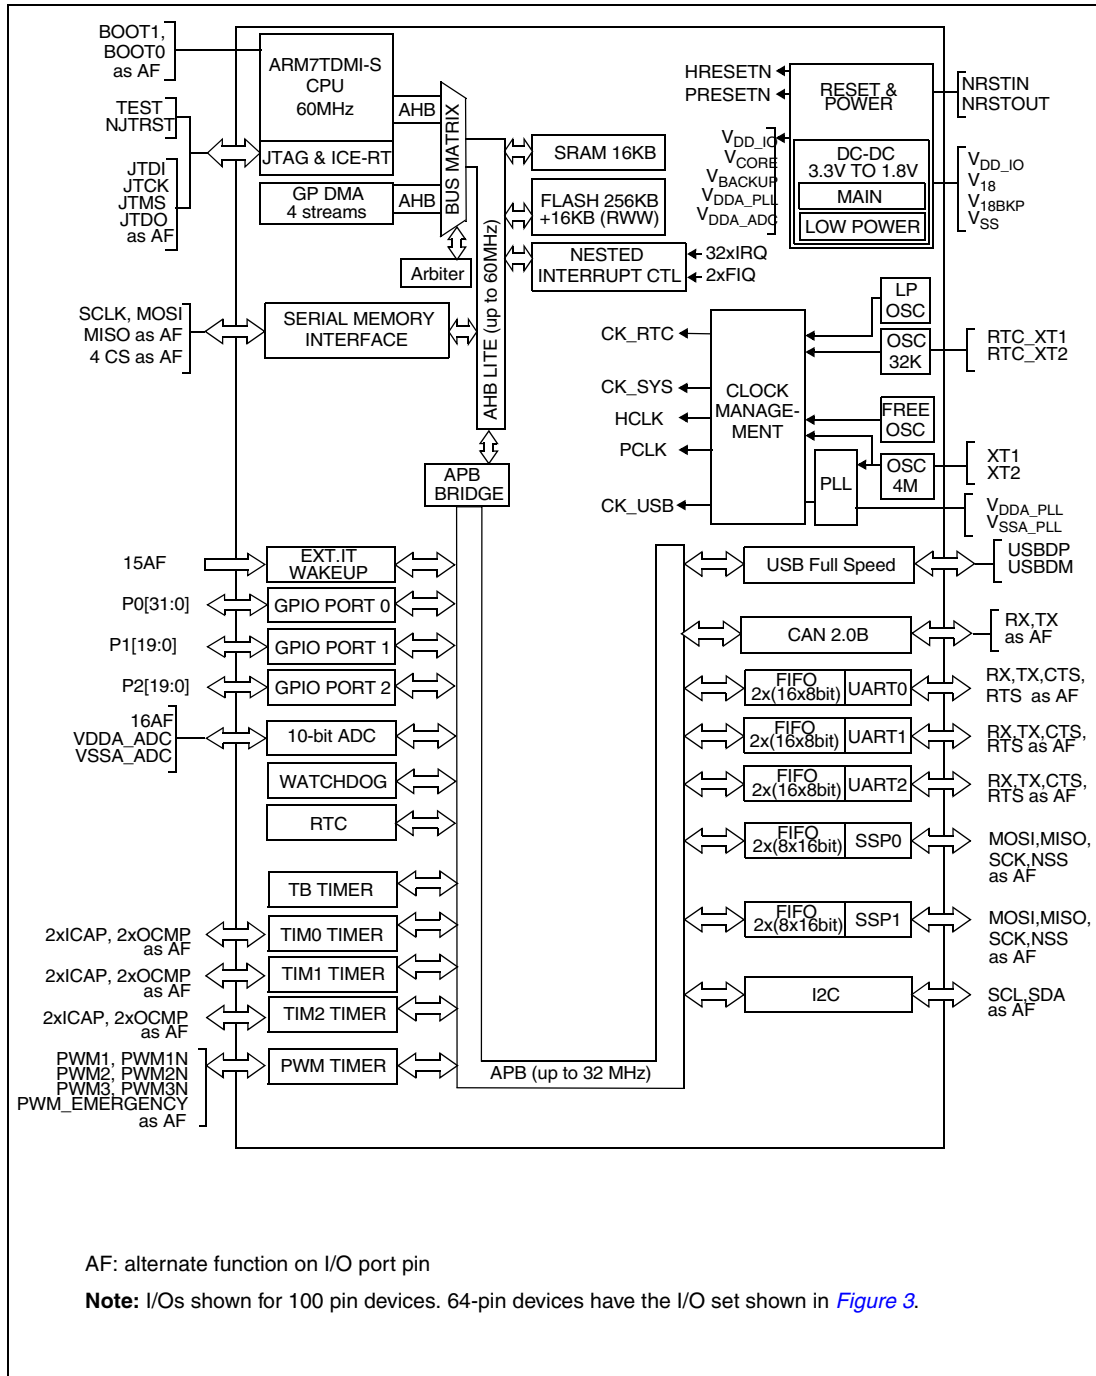 BOOT1,
BOOT0
as AF
TEST
NJTRST
JTDI
JTCK
JTMS
JTDO
as AF
ARM7TDMI-S
CPU
60MHz
JTAG & ICE-RT
GP DMA
4 streams
AHB
AHB
BUS MATRIX
Arbiter
SRAM 16KB
FLASH 256KB
+16KB (RWW)
NESTED
INTERRUPT CTL
32xIRQ
2xFIQ
AHB LITE (up to 60MHz)
HRESETN
PRESETN
VDD_IO
VCORE
VBACKUP
VDDA_PLL
VDDA_ADC
RESET &
POWER
DC-DC
3.3V TO 1.8V
MAIN
LOW POWER
NRSTIN
NRSTOUT
VDD_IO
V18
V18BKP
VSS
SCLK, MOSI
MISO as AF
4 CS as AF
SERIAL MEMORY
INTERFACE
CK_RTC
CK_SYS
HCLK
PCLK
CK_USB
CLOCK
MANAGE-
MENT
PLL
LP
OSC
OSC
32K
FREE
OSC
OSC
4M
RTC_XT1
RTC_XT2
XT1
XT2
VDDA_PLL
VSSA_PLL
APB
BRIDGE
15AF
EXT.IT
WAKEUP
P0[31:0]
GPIO PORT 0
P1[19:0]
GPIO PORT 1
P2[19:0]
GPIO PORT 2
16AF
VDDA_ADC
VSSA_ADC
10-bit ADC
WATCHDOG
RTC
TB TIMER
2xICAP, 2xOCMP
as AF
TIM0 TIMER
2xICAP, 2xOCMP
as AF
TIM1 TIMER
2xICAP, 2xOCMP
as AF
TIM2 TIMER
PWM1, PWM1N
PWM2, PWM2N
PWM3, PWM3N
PWM_EMERGENCY
as AF
PWM TIMER
APB (up to 32 MHz)
USB Full Speed
USBDP
USBDM
CAN 2.0B
RX,TX
as AF
FIFO
2x(16x8bit)
UART0
RX,TX,CTS,
RTS as AF
FIFO
2x(16x8bit)
UART1
RX,TX,CTS,
RTS as AF
FIFO
2x(16x8bit)
UART2
RX,TX,CTS,
RTS as AF
FIFO
2x(8x16bit)
SSP0
MOSI,MISO,
SCK,NSS
as AF
FIFO
2x(8x16bit)
SSP1
MOSI,MISO,
SCK,NSS
as AF
I2C
SCL,SDA
as AF
AF: alternate function on I/O port pin
Note: I/Os shown for 100 pin devices. 64-pin devices have the I/O set shown in Figure 3.